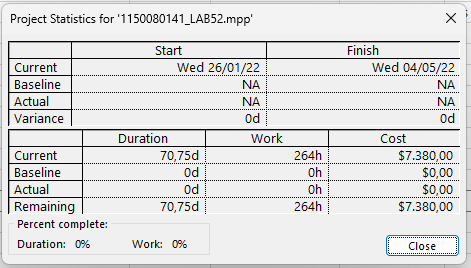 Project Statistics for '1150080141_LAB52.mpp'
Start Finish
Current Wed 26/01/22 Wed 04/05/22
Baseline NA NA
Actual NA NA
Variance 0d 0d
Duration Work Cost
Current 70,75d 264h $7.380,00
Baseline 0d 0h $0,00
Actual 0d 0h $0,00
Remaining 70,75d 264h $7.380,00
Percent complete:
Duration: 0% Work: 0% Close